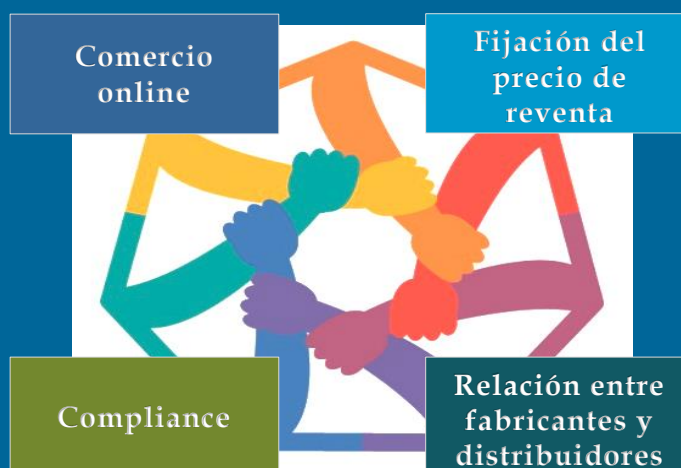 Comercio
online
Fijación del
precio de
reventa
Compliance
Relación entre
fabricantes y
distribuidores